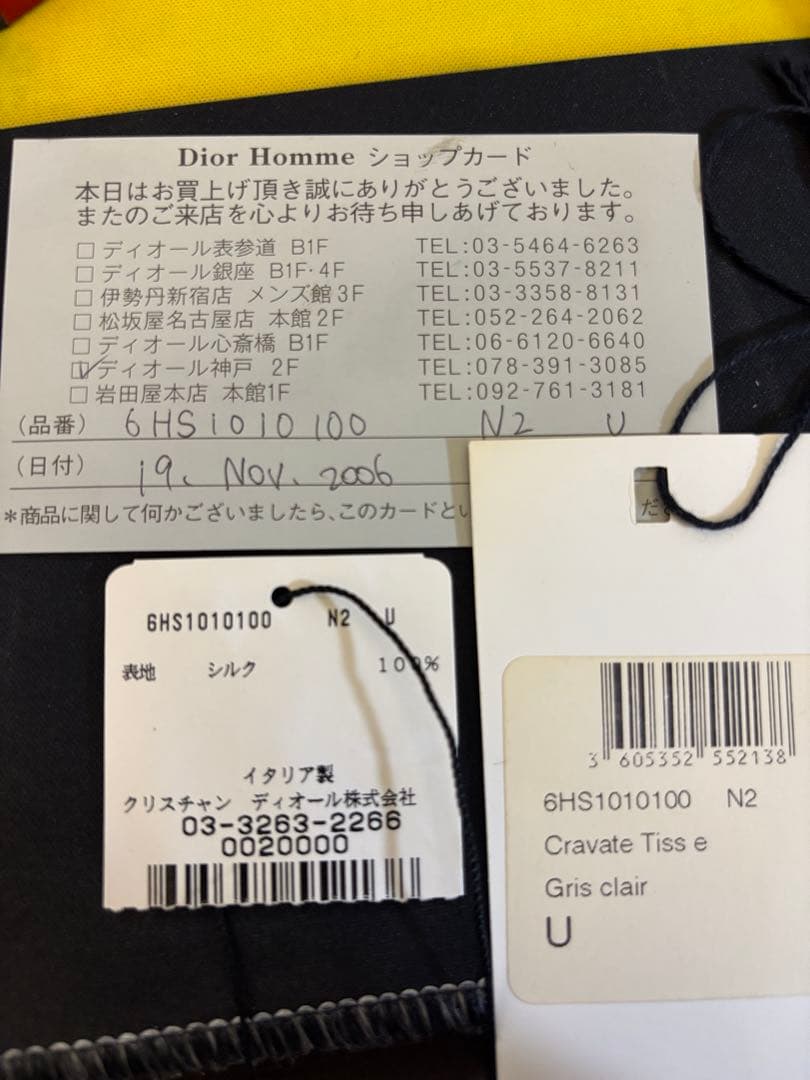 Dior Homme ショップカード
本日はお買上げ頂き誠にありがとうございました。
またのご来店を心よりお待ち申しあげております。
□ ディオール表参道 B1F TEL:03-5464-6263
□ ディオール銀座 B1F・4F TEL:03-5537-8211
□ 伊勢丹新宿店 メンズ館3F TEL:03-3358-8131
□ 松坂屋名古屋店 本館2F TEL:052-264-2062
□ ディオール心斎橋 B1F TEL:06-6120-6640
☑ ディオール神戸 2F TEL:078-391-3085
□ 岩田屋本店 本館1F TEL:092-761-3181
(品番) 6HS1010100 N2 U
(日付) 19. Nov. 2006
*商品に関して何かございましたら、このカードと
6HS1010100 N2 U
表地 シルク 100%
イタリア製
クリスチャン ディオール株式会社
03-3263-2266
0020000
3 605352 552138
6HS1010100 N2
Cravate Tiss e
Gris clair
U